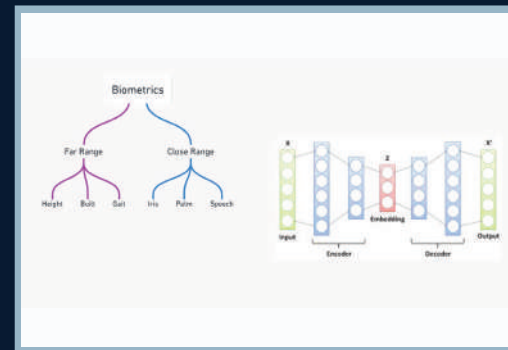 Biometrics
Far Range
Close Range
Height
Built
Gait
Iris
Palm
Speech
X
Z
X'
Embedding
Input
Output
Encoder
Decoder